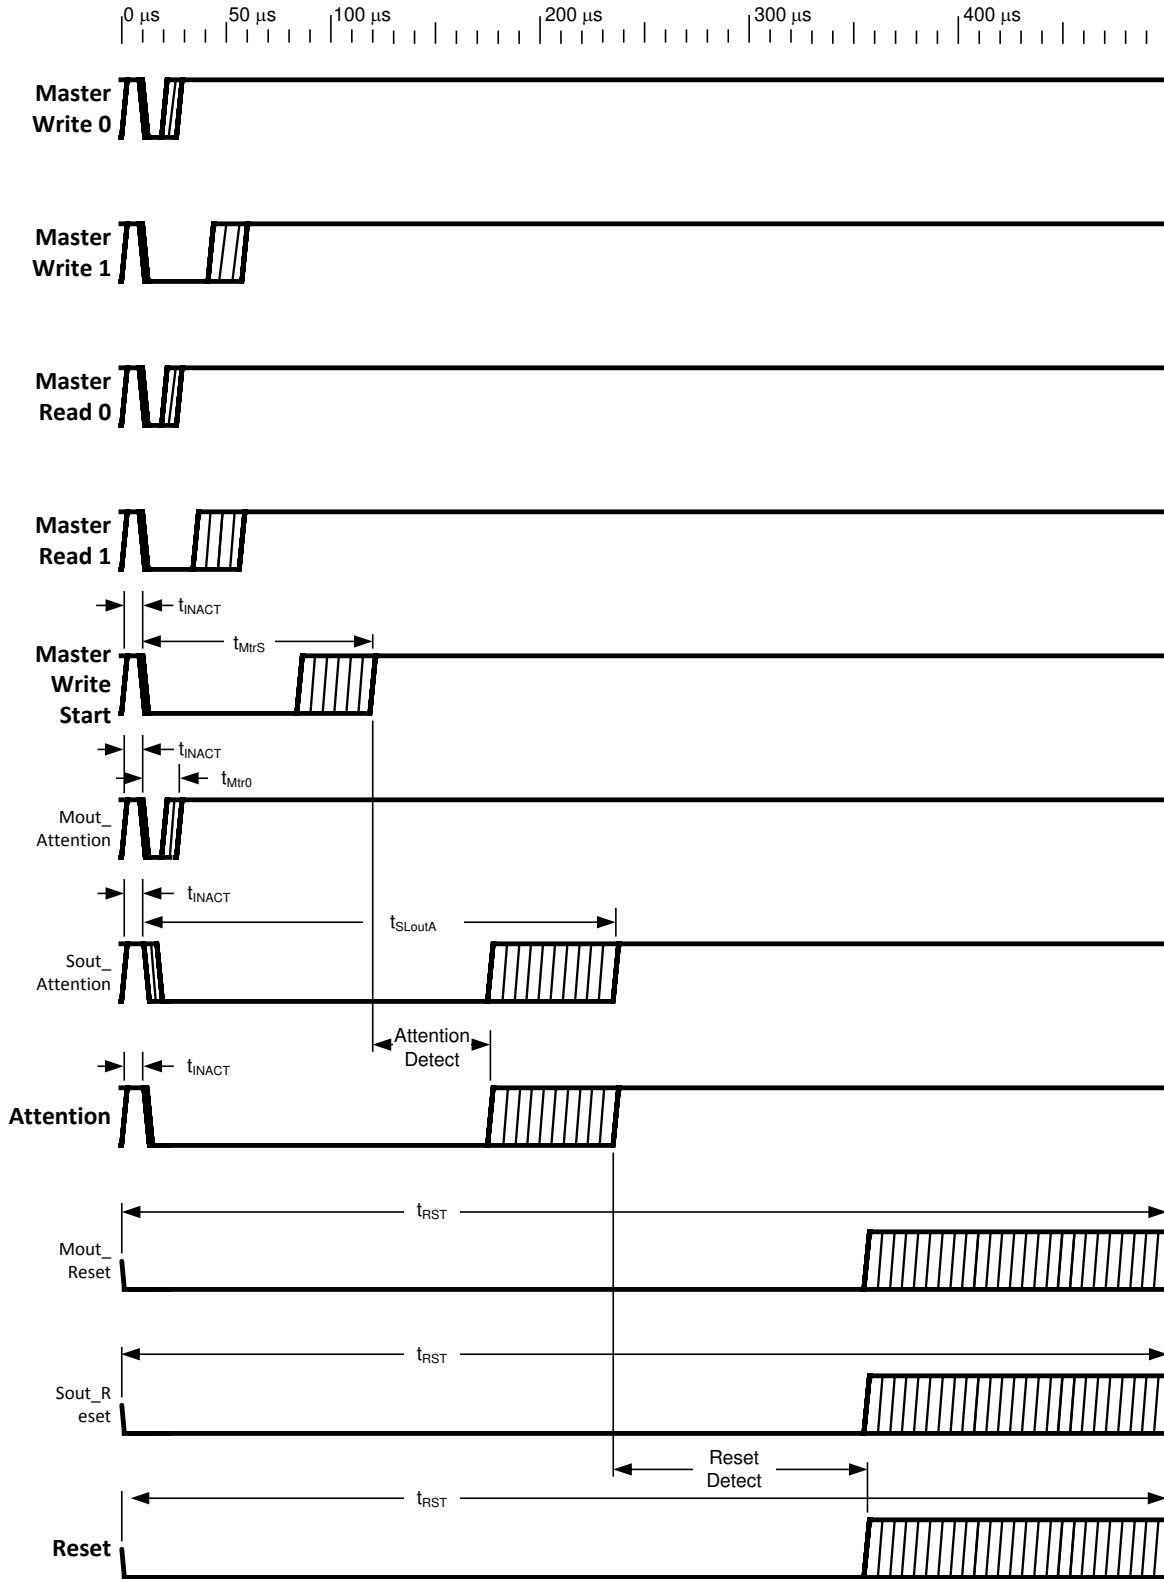 0 μs 50 μs 100 μs 200 μs 300 μs 400 μs
Master
Write 0
Master
Write 1
Master
Read 0
Master
Read 1
tINACT
tMtrS
Master
Write
Start
tINACT
tMtr0
Mout_
Attention
tINACT
tSLoutA
Sout_
Attention
Attention
Detect
tINACT
Attention
tRST
Mout_
Reset
tRST
Sout_R
eset
Reset
Detect
tRST
Reset